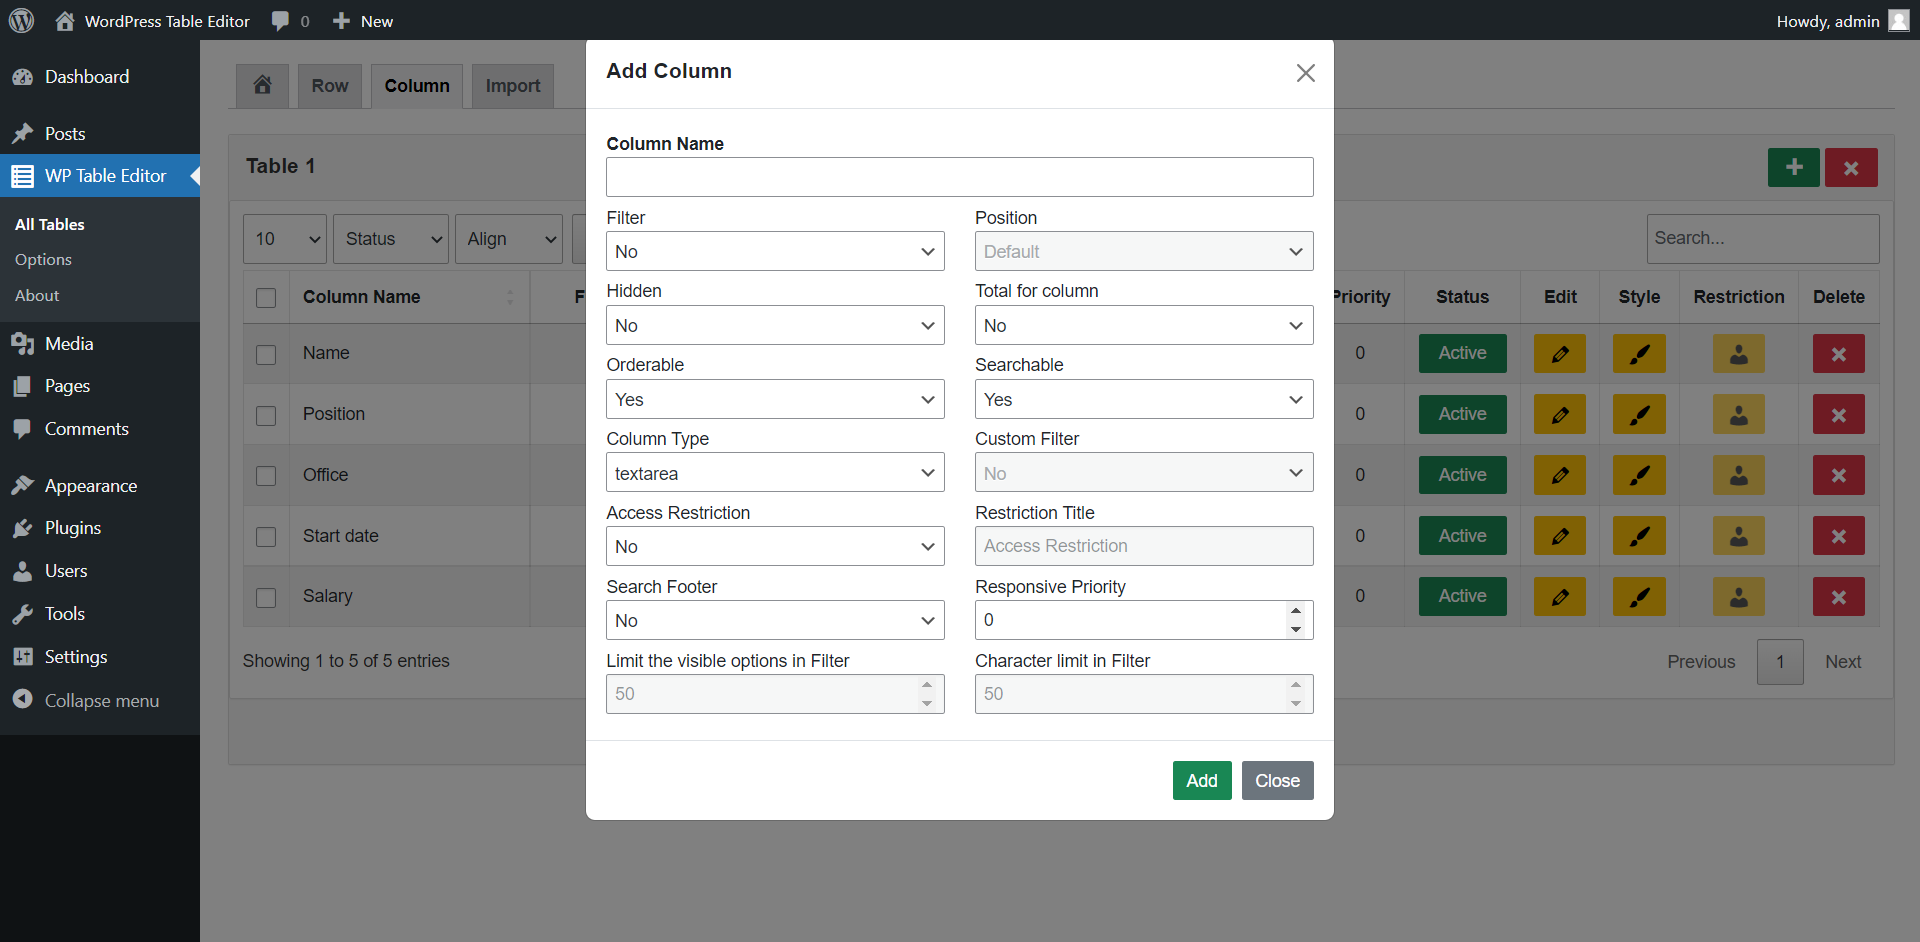 WordPress Table Editor 0 New Howdy, admin
Dashboard
Posts
WP Table Editor
All Tables
Options
About
Media
Pages
Comments
Appearance
Plugins
Users
Tools
Settings
Collapse menu
Row Column Import
Table 1
10 Status Align Search...
Column Name F Priority Status Edit Style Restriction Delete
Name 0 Active
Position 0 Active
Office 0 Active
Start date 0 Active
Salary 0 Active
Showing 1 to 5 of 5 entries Previous 1 Next
Add Column
Column Name
Filter Position
No Default
Hidden Total for column
No No
Orderable Searchable
Yes Yes
Column Type Custom Filter
textarea No
Access Restriction Restriction Title
No Access Restriction
Search Footer Responsive Priority
No 0
Limit the visible options in Filter Character limit in Filter
50 50
Add Close